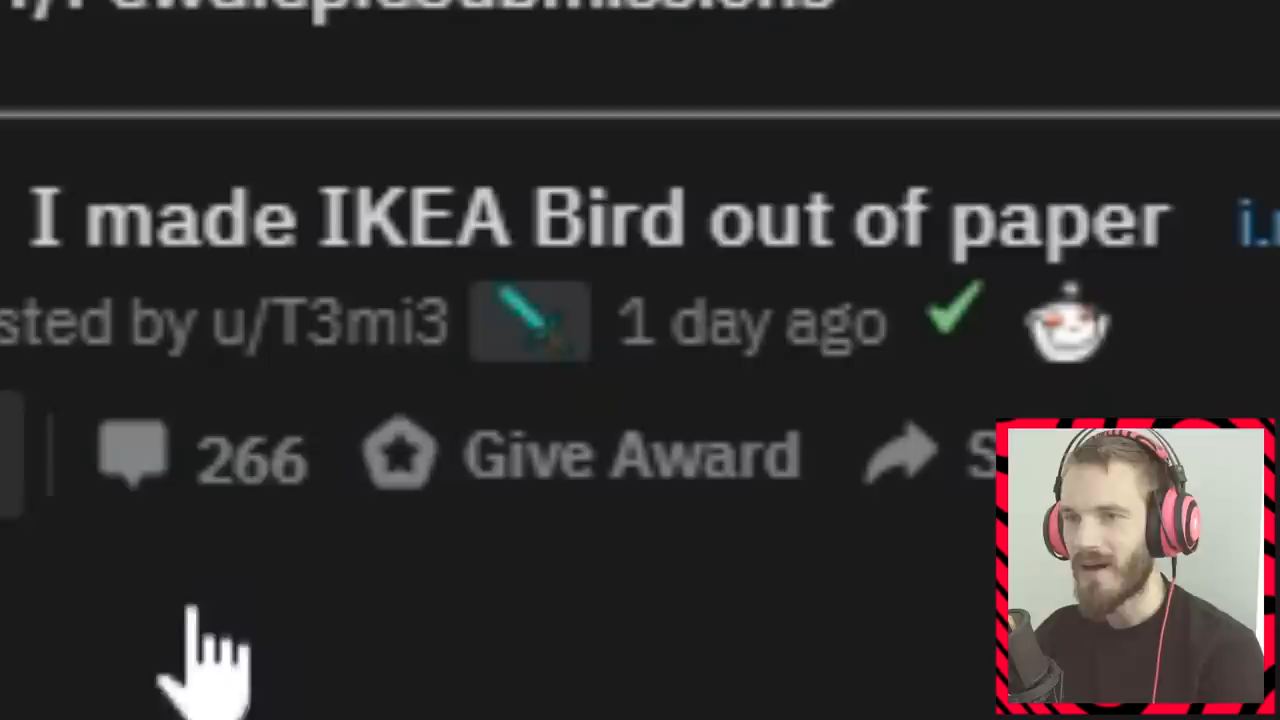 I made IKEA Bird out of paper
sted by u/T3mi3 1 day ago
266 Give Award S